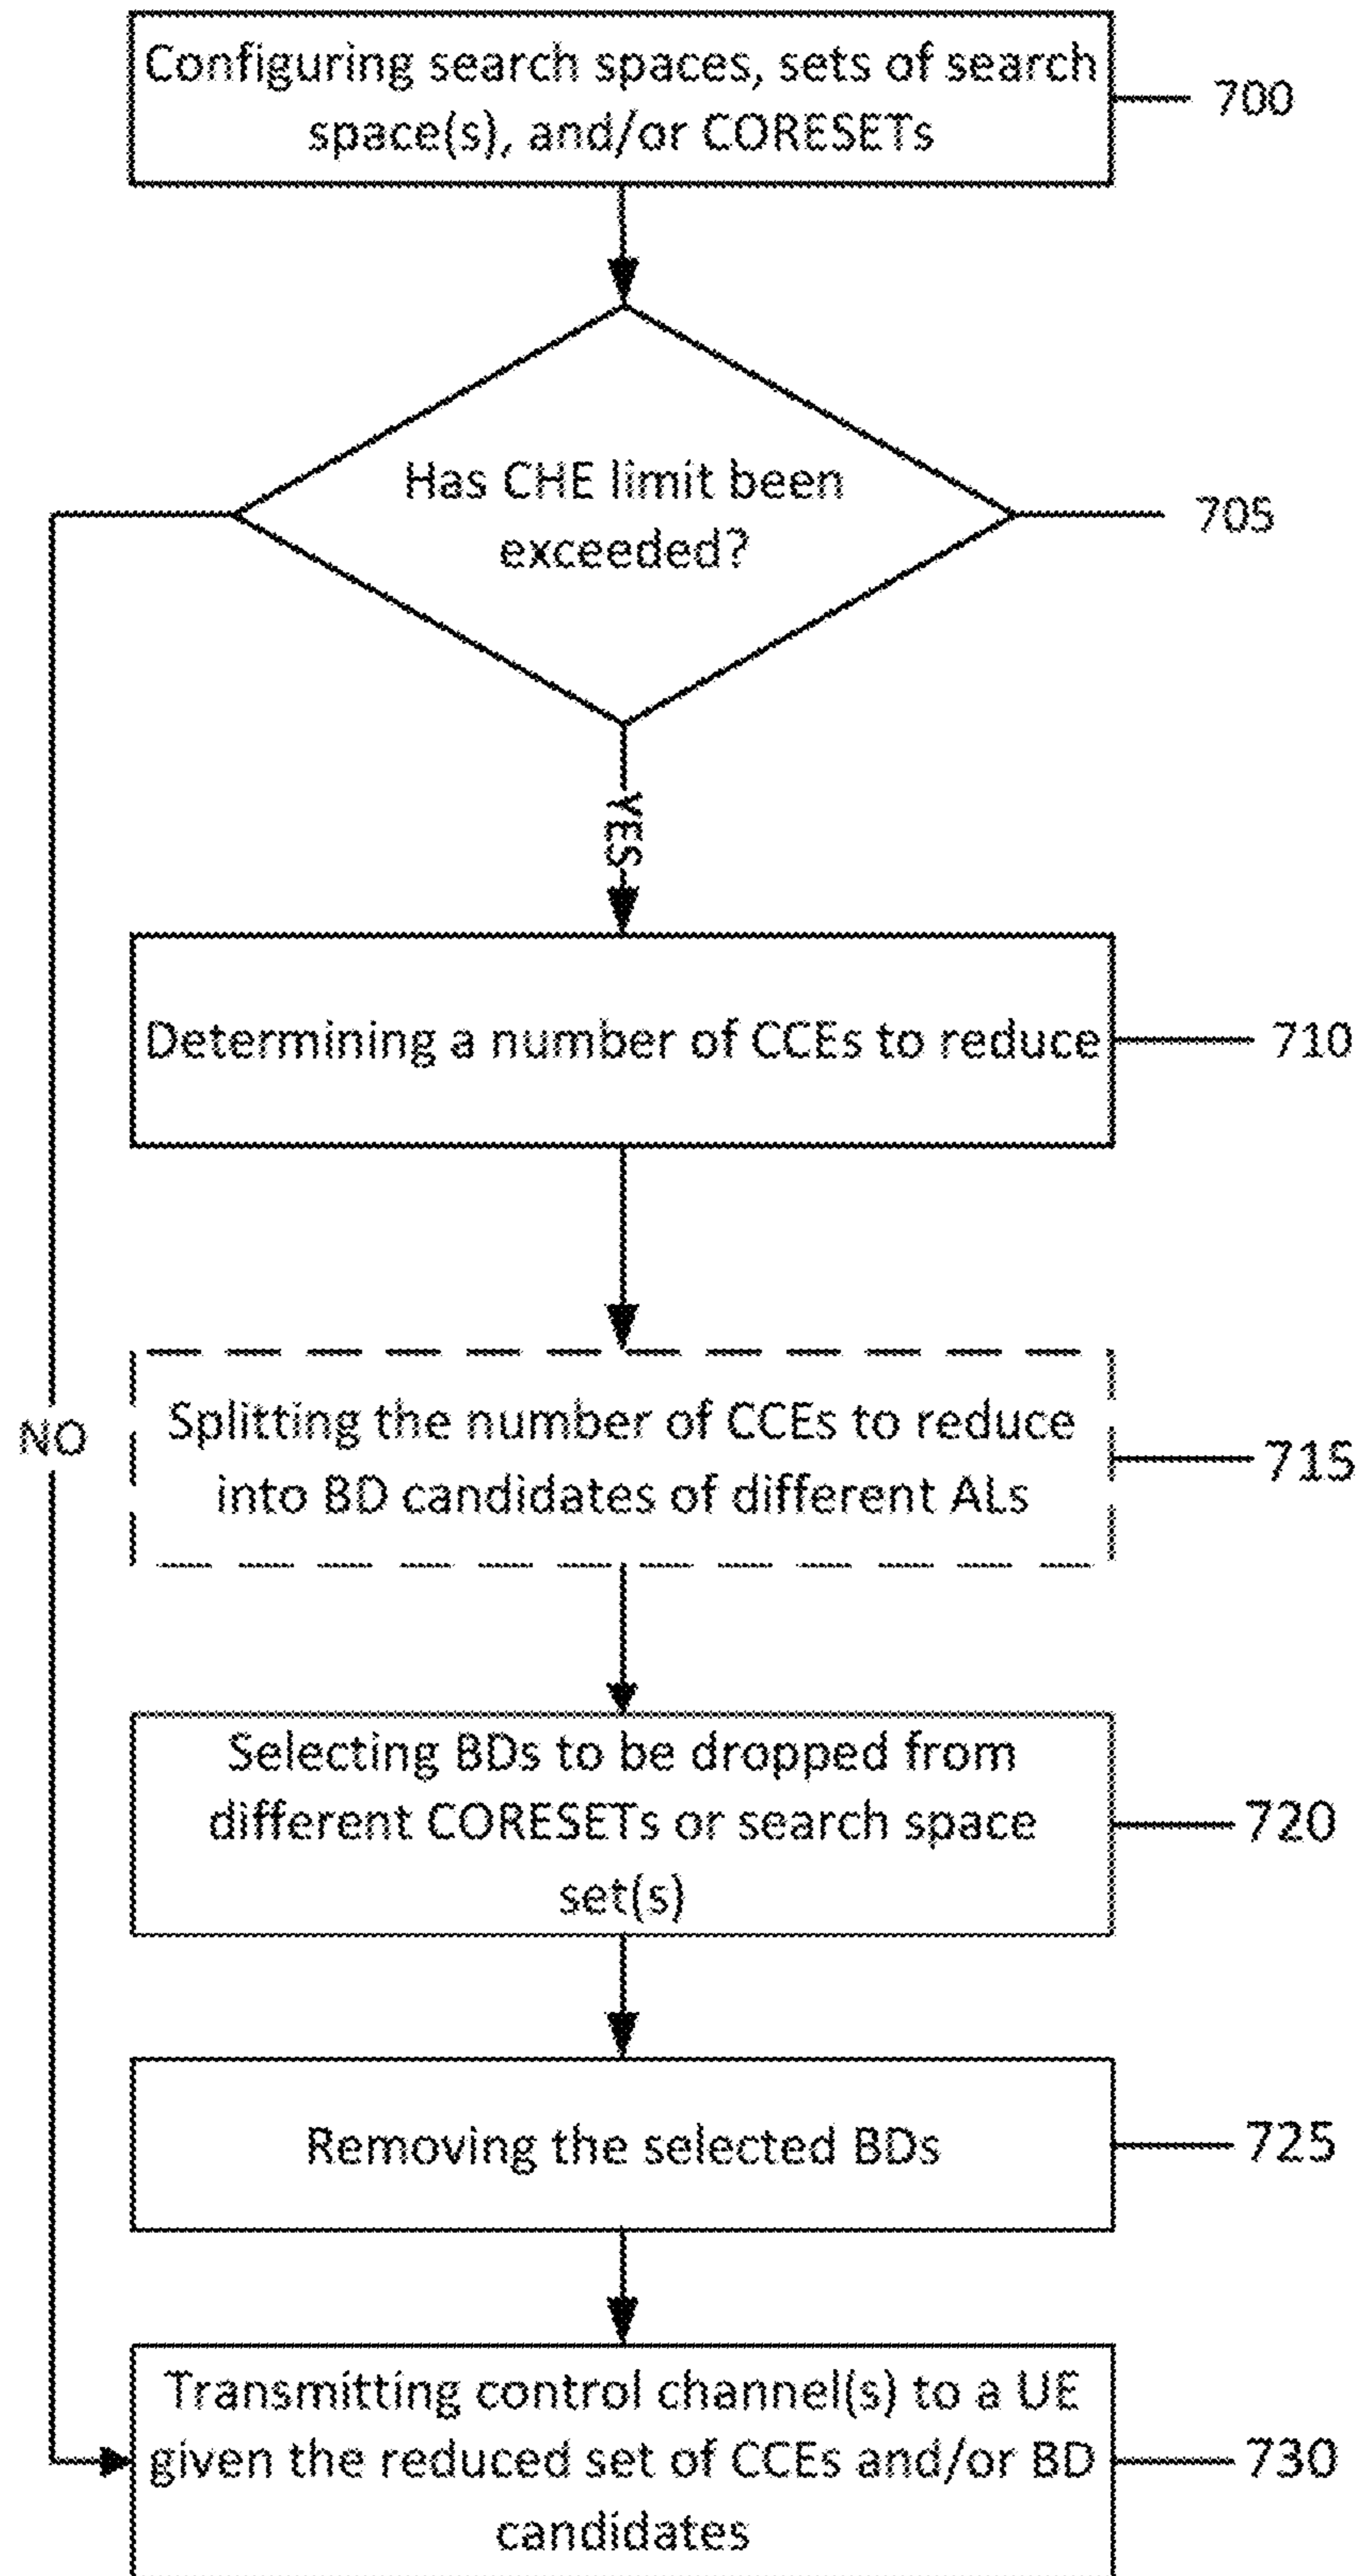 Configuring search spaces, sets of search
space(s), and/or CORESETs
700
Has CHE limit been
exceeded?
705
YES
Determining a number of CCEs to reduce
710
NO
Splitting the number of CCEs to reduce
into BD candidates of different ALs
715
Selecting BDs to be dropped from
different CORESETs or search space
set(s)
720
Removing the selected BDs
725
Transmitting control channel(s) to a UE
given the reduced set of CCEs and/or BD
candidates
730